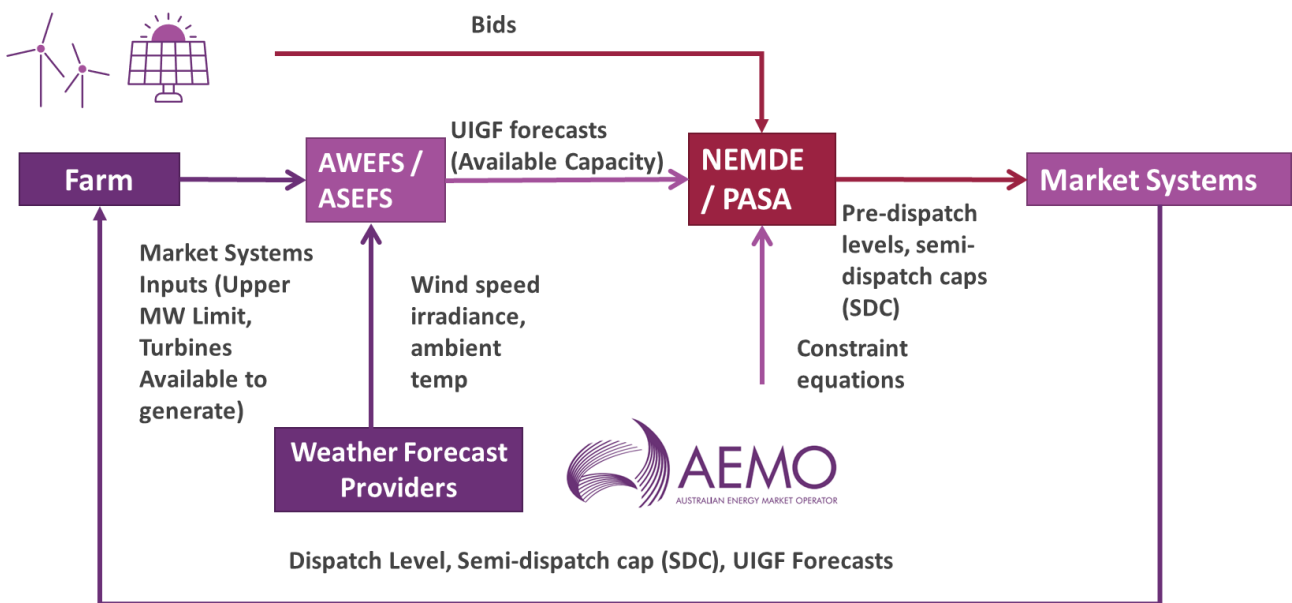 Bids
UIGF forecasts
(Available Capacity)
Farm
AWEFS /
ASEFS
NEMDE
/ PASA
Market Systems
Market Systems
Inputs (Upper
MW Limit,
Turbines
Available to
generate)
Wind speed
irradiance,
ambient
temp
Pre-dispatch
levels, semi-
dispatch caps
(SDC)
Constraint
equations
Weather Forecast
Providers
AEMO
AUSTRALIAN ENERGY MARKET OPERATOR
Dispatch Level, Semi-dispatch cap (SDC), UIGF Forecasts